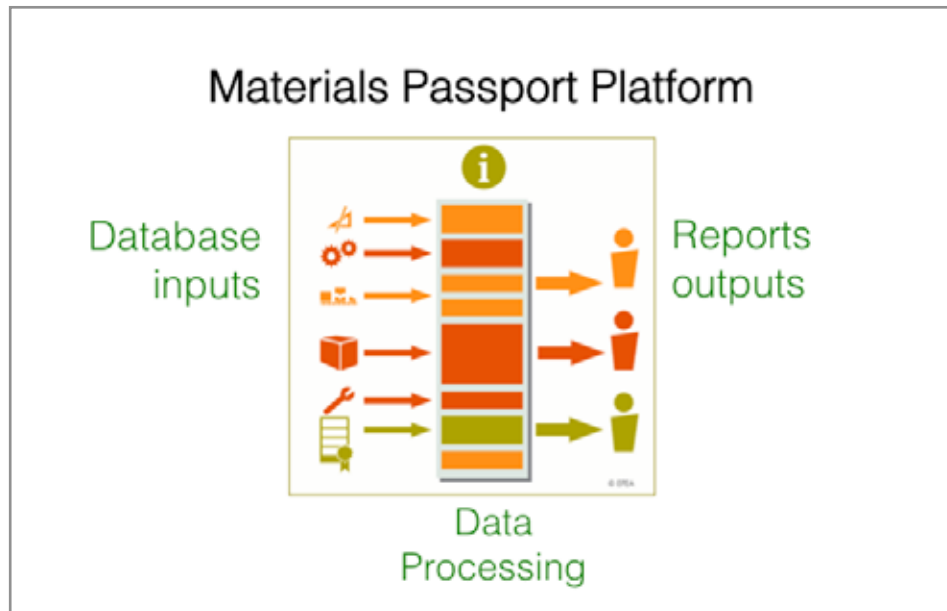 Materials Passport Platform
i
Database
inputs
Reports
outputs
Data
Processing